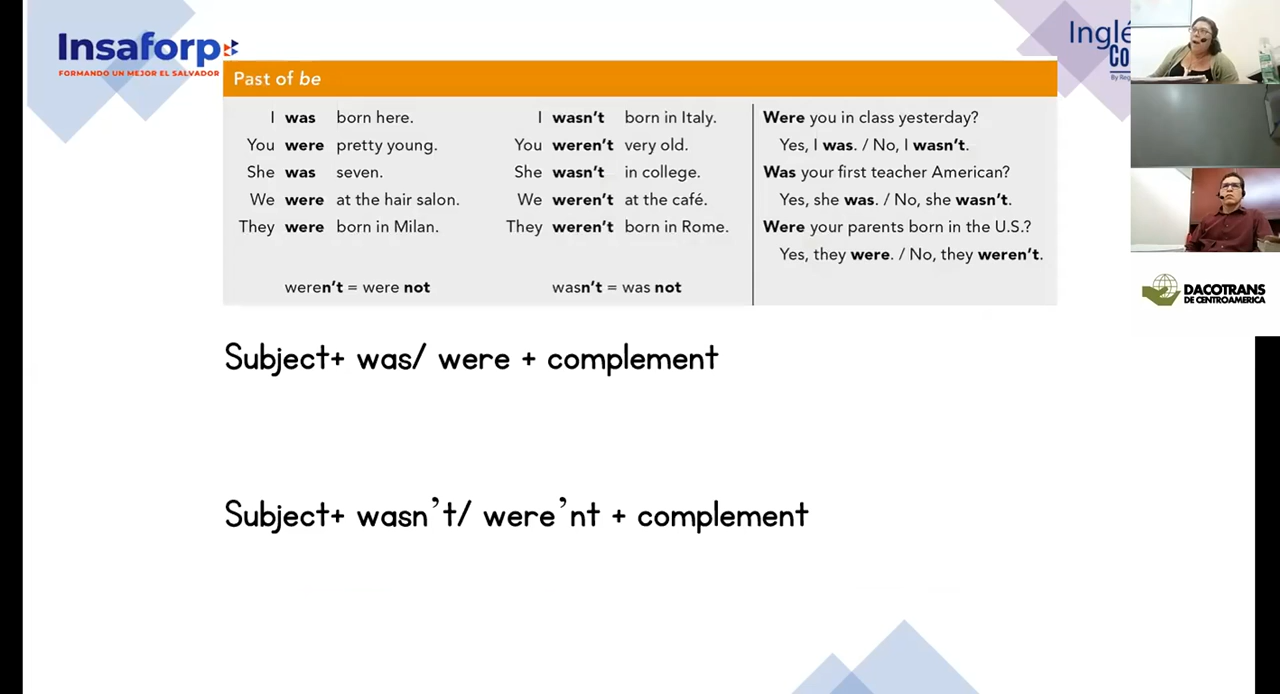 Insaforp
FORMANDO UN MEJOR EL SALVADOR
Inglé
CO
Past of be
I was born here.
You were pretty young.
She was seven.
We were at the hair salon.
They were born in Milan.
weren't = were not
I wasn't born in Italy.
You weren't very old.
She wasn't in college.
We weren't at the café.
They weren't born in Rome.
wasn't = was not
Were you in class yesterday?
Yes, I was. / No, I wasn't.
Was your first teacher American?
Yes, she was. / No, she wasn't.
Were your parents born in the U.S.?
Yes, they were. / No, they weren't.
DACOTRANS
DE CENTROAMERICA
Subject+ was/ were + complement
Subject+ wasn't/ were'nt + complement